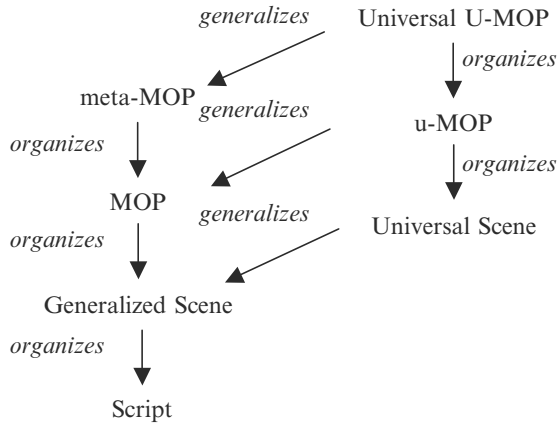 generalizes Universal U-MOP
organizes
meta-MOP
generalizes
u-MOP
organizes
organizes
MOP
generalizes
Universal Scene
organizes
Generalized Scene
organizes
Script